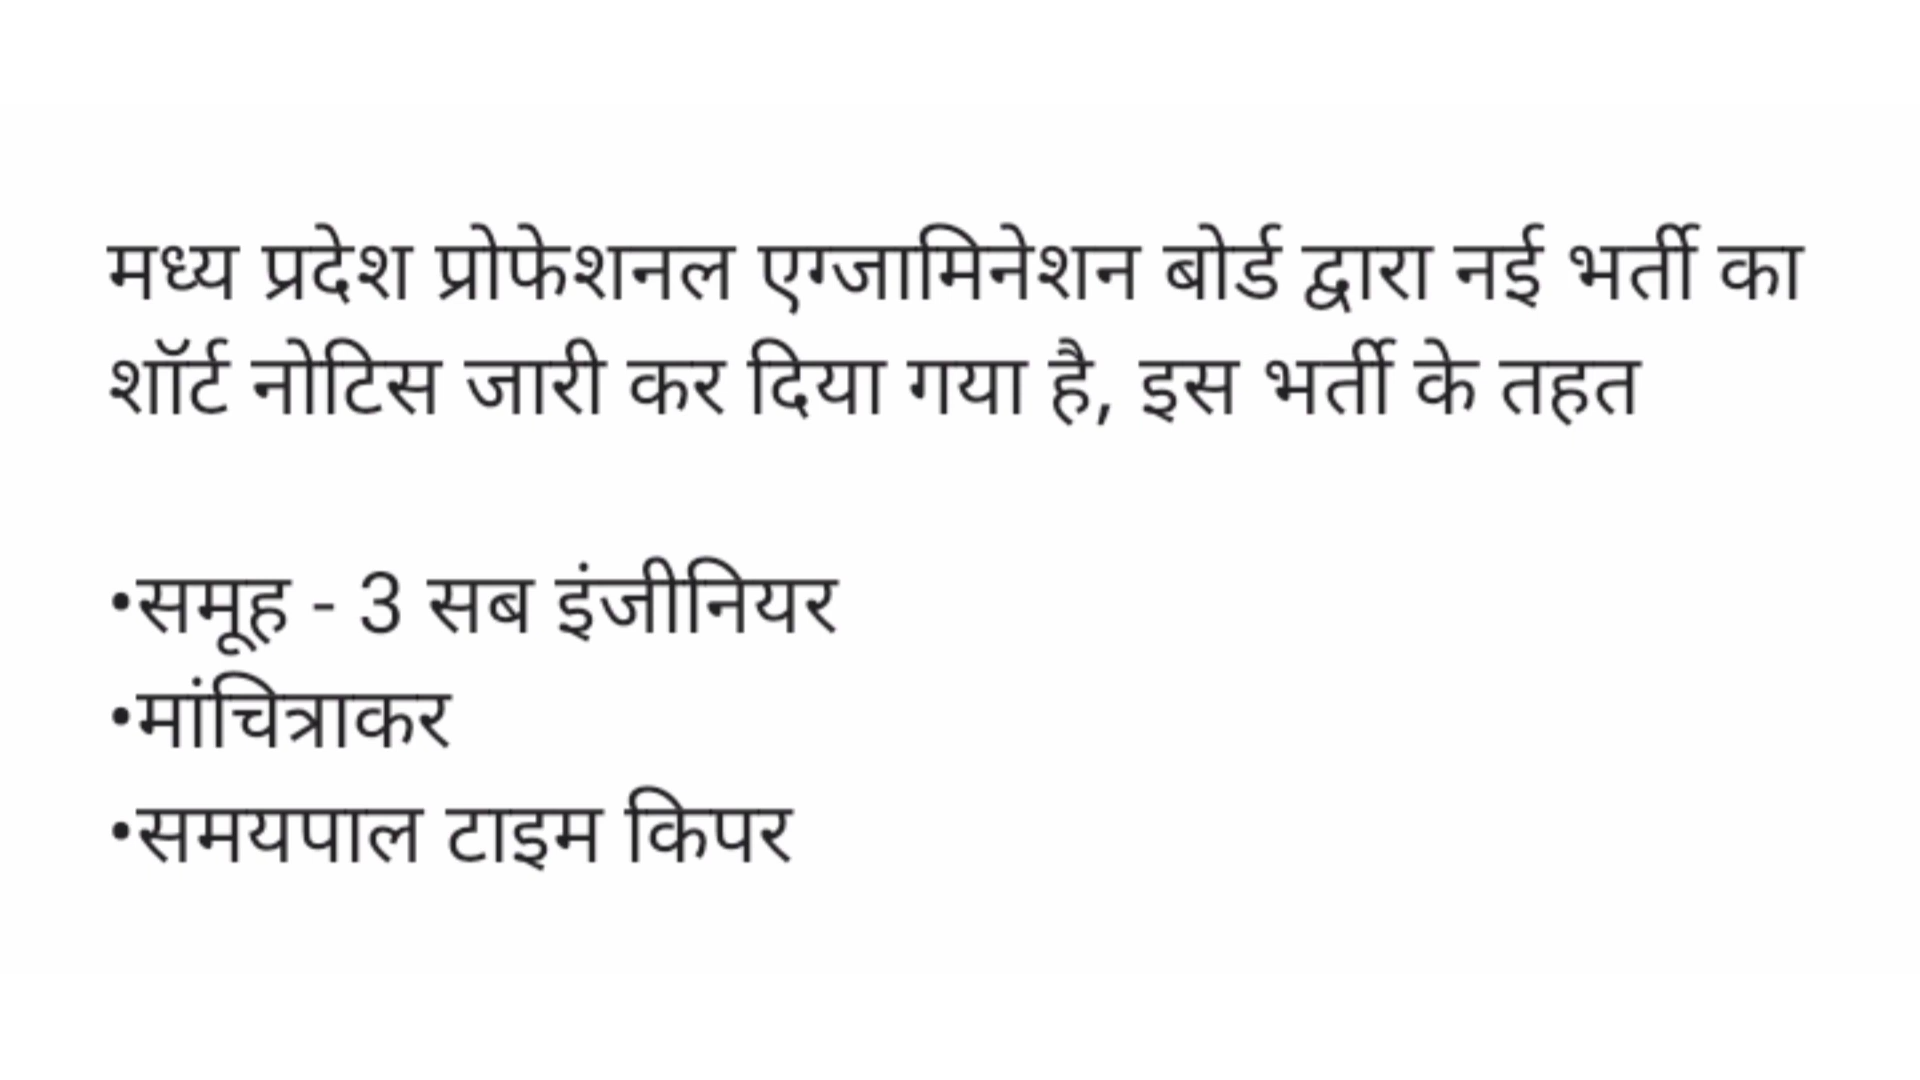 मध्य प्रदेश प्रोफेशनल एग्जामिनेशन बोर्ड द्वारा नई भर्ती का
शॉर्ट नोटिस जारी कर दिया गया है, इस भर्ती के तहत
•समूह - 3 सब इंजीनियर
•मांचित्राकर
•समयपाल टाइम किपर